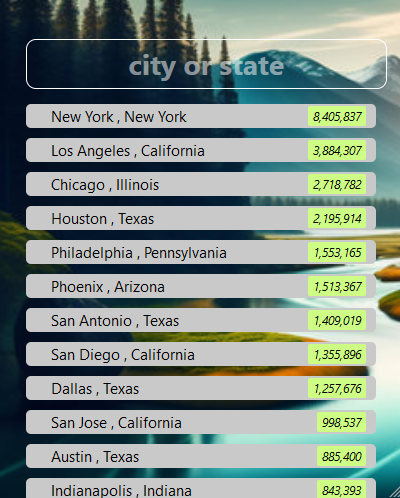 city or state
New York , New York 8,405,837
Los Angeles , California 3,884,307
Chicago , Illinois 2,718,782
Houston , Texas 2,195,914
Philadelphia , Pennsylvania 1,553,165
Phoenix , Arizona 1,513,367
San Antonio , Texas 1,409,019
San Diego , California 1,355,896
Dallas , Texas 1,257,676
San Jose , California 998,537
Austin , Texas 885,400
Indianapolis , Indiana 843,393